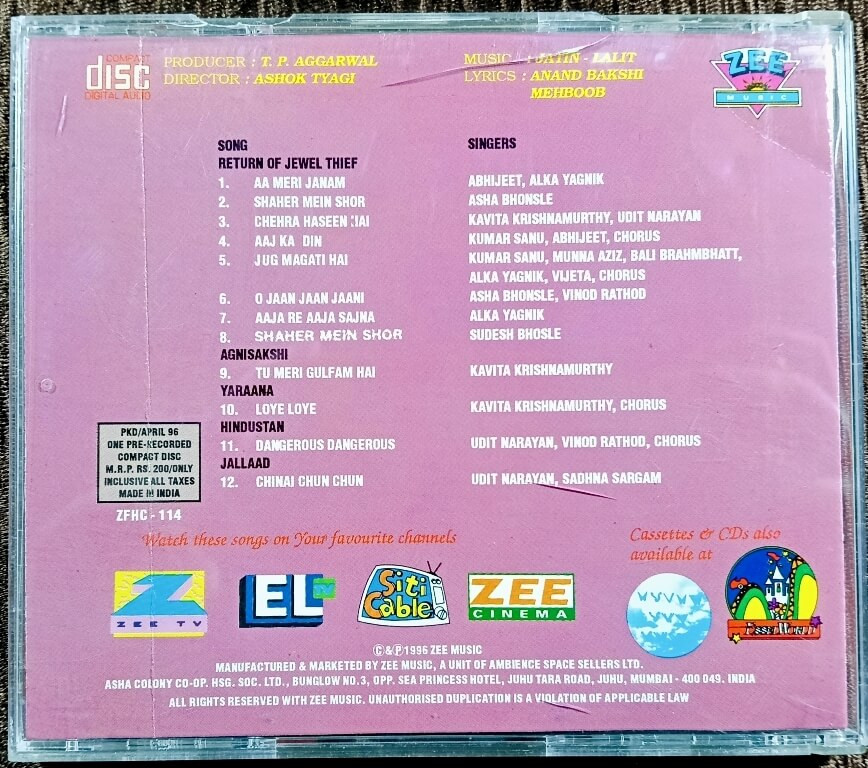 COMPACT
disc
DIGITAL AUDIO
PRODUCER : T. P. AGGARWAL
DIRECTOR : ASHOK TYAGI
MUSIC : JATIN - LALIT
LYRICS : ANAND BAKSHI
MEHBOOB
ZEE
MUSIC
SONG SINGERS
RETURN OF JEWEL THIEF
1. AA MERI JANAM ABHIJEET, ALKA YAGNIK
2. SHAHER MEIN SHOR ASHA BHONSLE
3. CHEHRA HASEEN HAI KAVITA KRISHNAMURTHY, UDIT NARAYAN
4. AAJ KA DIN KUMAR SANU, ABHIJEET, CHORUS
5. JUG MAGATI HAI KUMAR SANU, MUNNA AZIZ, BALI BRAHMBHATT,
ALKA YAGNIK, VIJETA, CHORUS
6. O JAAN JAAN JAANI ASHA BHONSLE, VINOD RATHOD
7. AAJA RE AAJA SAJNA ALKA YAGNIK
8. SHAHER MEIN SHOR SUDESH BHOSLE
AGNISAKSHI
9. TU MERI GULFAM HAI KAVITA KRISHNAMURTHY
YARAANA
10. LOYE LOYE KAVITA KRISHNAMURTHY, CHORUS
HINDUSTAN
11. DANGEROUS DANGEROUS UDIT NARAYAN, VINOD RATHOD, CHORUS
JALLAAD
12. CHINAI CHUN CHUN UDIT NARAYAN, SADHNA SARGAM
PKD/APRIL 96
ONE PRE-RECORDED
COMPACT DISC
M.R.P. RS. 200/ONLY
INCLUSIVE ALL TAXES
MADE IN INDIA
ZFHC - 114
Watch these songs on Your favourite channels
Cassettes & CDs also
available at
Z
ZEE TV
EL TV
Siti
Cable
ZEE
CINEMA
ESSELWORLD
©&℗1996 ZEE MUSIC
MANUFACTURED & MARKETED BY ZEE MUSIC, A UNIT OF AMBIENCE SPACE SELLERS LTD.
ASHA COLONY CO-OP. HSG. SOC. LTD., BUNGLOW NO.3, OPP. SEA PRINCESS HOTEL, JUHU TARA ROAD, JUHU, MUMBAI - 400 049. INDIA
ALL RIGHTS RESERVED WITH ZEE MUSIC. UNAUTHORISED DUPLICATION IS A VIOLATION OF APPLICABLE LAW